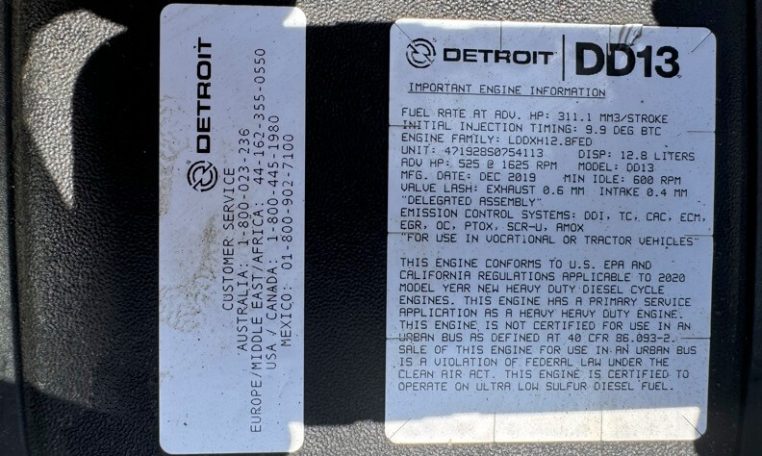 DETROIT
CUSTOMER SERVICE
AUSTRALIA: 1-800-023-236
EUROPE/MIDDLE EAST/AFRICA: 44-162-355-0550
USA / CANADA: 1-800-445-1980
MEXICO: 01-800-902-7100
DETROIT DD13
IMPORTANT ENGINE INFORMATION
FUEL RATE AT ADV. HP: 311.1 MM3/STROKE
INITIAL INJECTION TIMING: 9.9 DEG BTC
ENGINE FAMILY: LDDXH12.8FED
UNIT: 471928S0754113 DISP: 12.8 LITERS
ADV HP: 525 @ 1625 RPM MODEL: DD13
MFG. DATE: DEC 2019 MIN IDLE: 600 RPM
VALVE LASH: EXHAUST 0.6 MM INTAKE 0.4 MM
"DELEGATED ASSEMBLY"
EMISSION CONTROL SYSTEMS: DDI, TC, CAC, ECM,
EGR, OC, PTOX, SCR-U, AMOX
"FOR USE IN VOCATIONAL OR TRACTOR VEHICLES"
THIS ENGINE CONFORMS TO U.S. EPA AND
CALIFORNIA REGULATIONS APPLICABLE TO 2020
MODEL YEAR NEW HEAVY DUTY DIESEL CYCLE
ENGINES. THIS ENGINE HAS A PRIMARY SERVICE
APPLICATION AS A HEAVY HEAVY DUTY ENGINE.
THIS ENGINE IS NOT CERTIFIED FOR USE IN AN
URBAN BUS AS DEFINED AT 40 CFR 86.093-2.
SALE OF THIS ENGINE FOR USE IN AN URBAN BUS
IS A VIOLATION OF FEDERAL LAW UNDER THE
CLEAN AIR ACT. THIS ENGINE IS CERTIFIED TO
OPERATE ON ULTRA LOW SULFUR DIESEL FUEL.